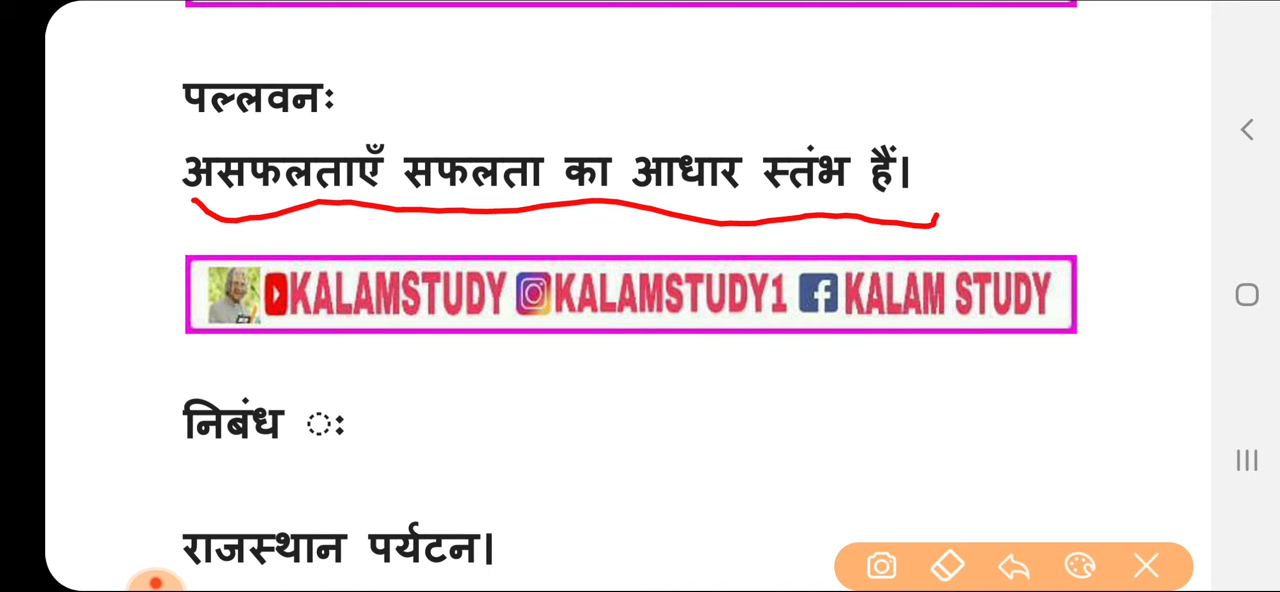 पल्लवनः
असफलताएँ सफलता का आधार स्तंभ हैं।
KALAMSTUDY KALAMSTUDY1 KALAM STUDY
निबंध ः
राजस्थान पर्यटन।